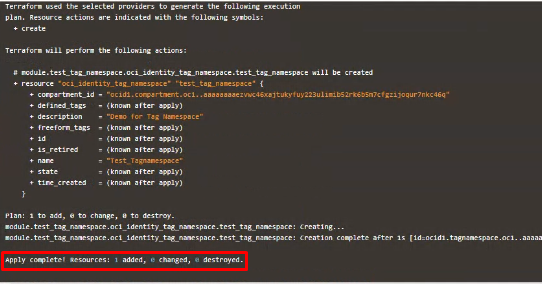 Terraform used the selected providers to generate the following execution
plan. Resource actions are indicated with the following symbols:
+ create
Terraform will perform the following actions:
# module.test_tag_namespace.oci_identity_tag_namespace.test_tag_namespace will be created
+ resource "oci_identity_tag_namespace" "test_tag_namespace" {
+ compartment_id = "ocid1.compartment.oc1..aaaaaaaaezvwc46xajtukyfuy223ulimib52rk6b5m7cfgzijoqur7nkc46q"
+ defined_tags = (known after apply)
+ description = "Demo for Tag Namespace"
+ freeform_tags = (known after apply)
+ id = (known after apply)
+ is_retired = (known after apply)
+ name = "Test_Tagnamespace"
+ state = (known after apply)
+ time_created = (known after apply)
}
Plan: 1 to add, 0 to change, 0 to destroy.
module.test_tag_namespace.oci_identity_tag_namespace.test_tag_namespace: Creating...
module.test_tag_namespace.oci_identity_tag_namespace.test_tag_namespace: Creation complete after 1s [id=ocid1.tagnamespace.oc1..aaaaa
Apply complete! Resources: 1 added, 0 changed, 0 destroyed.